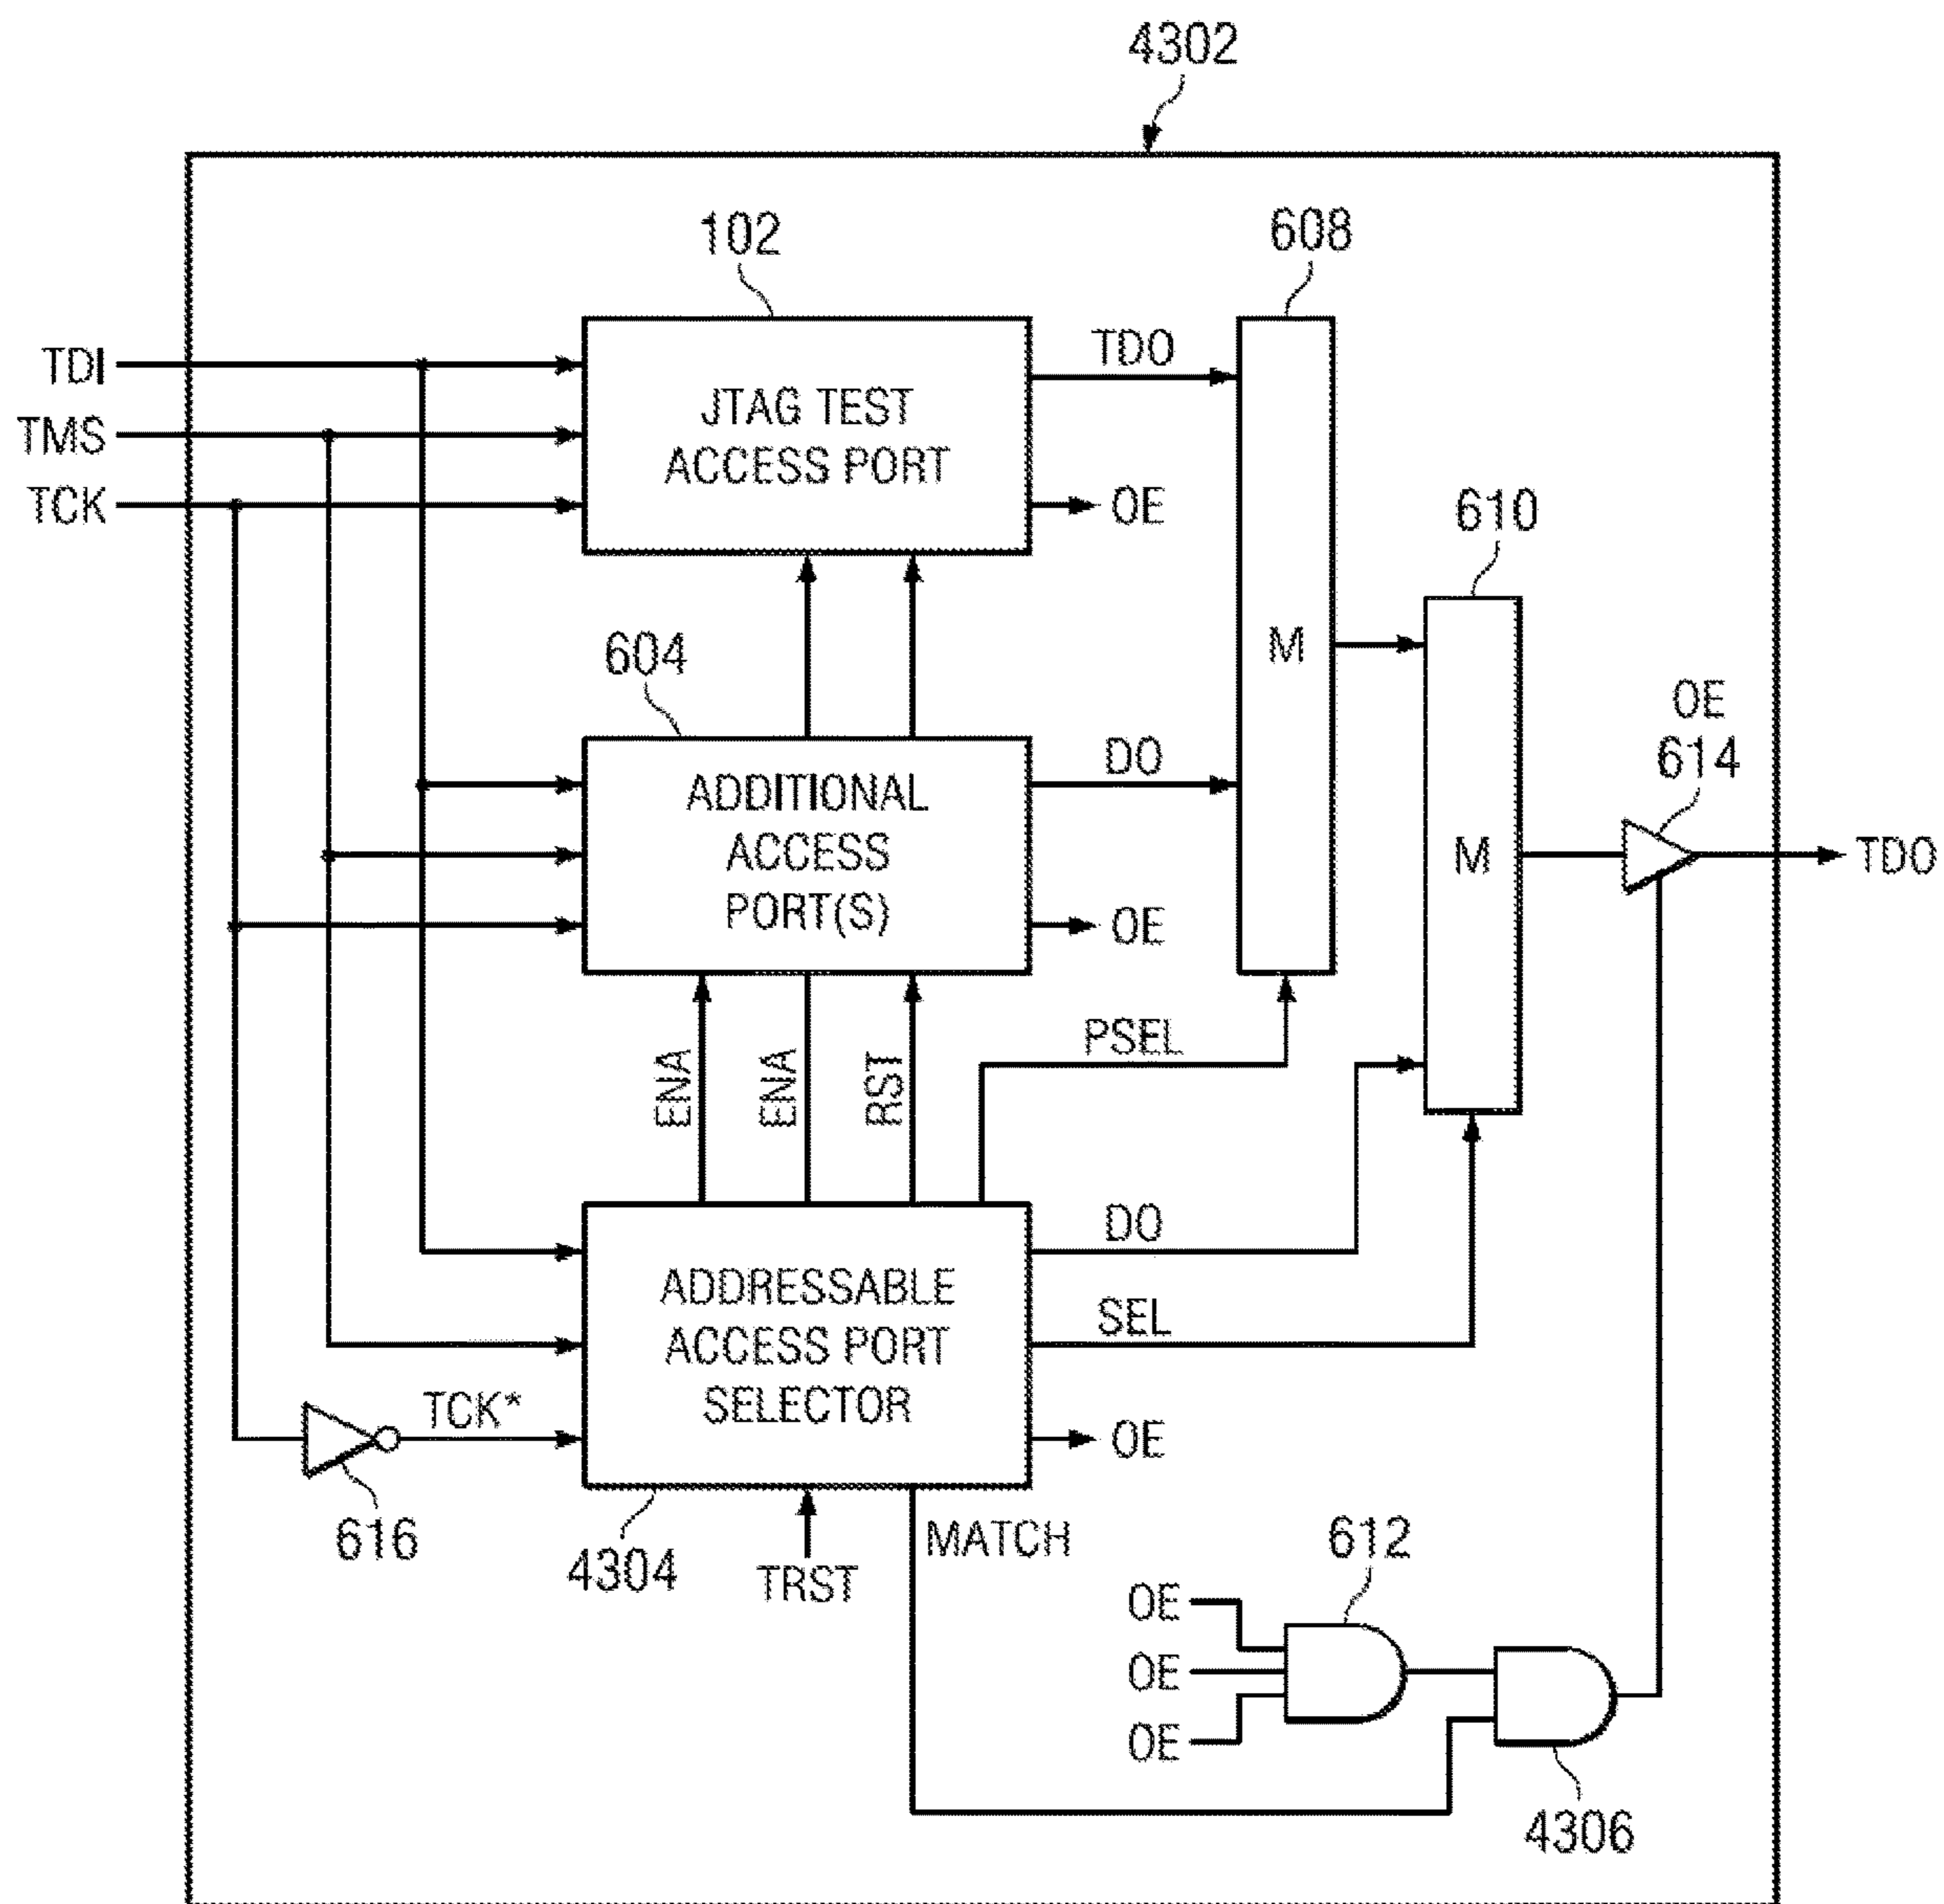 4302
102
608
TDI
TMS
TCK
JTAG TEST
ACCESS PORT
TDO
OE
610
604
M
OE
614
ADDITIONAL
ACCESS
PORT(S)
DO
OE
M
TDO
ENA
ENA
RST
PSEL
ADDRESSABLE
ACCESS PORT
SELECTOR
DO
SEL
OE
TCK*
616
4304
TRST
MATCH
612
OE
OE
OE
4306